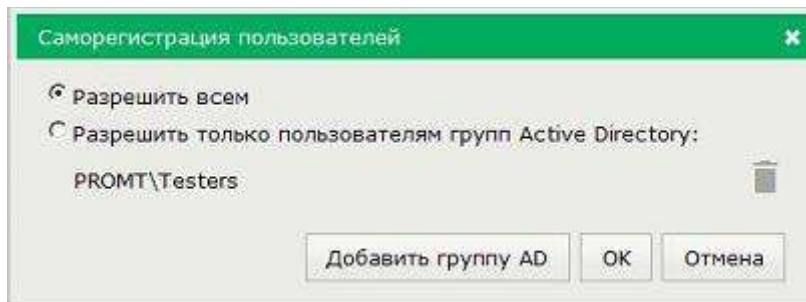 Саморегистрация пользователей
Разрешить всем
Разрешить только пользователям групп Active Directory:
PROMT\Testers
Добавить группу AD
OK
Отмена